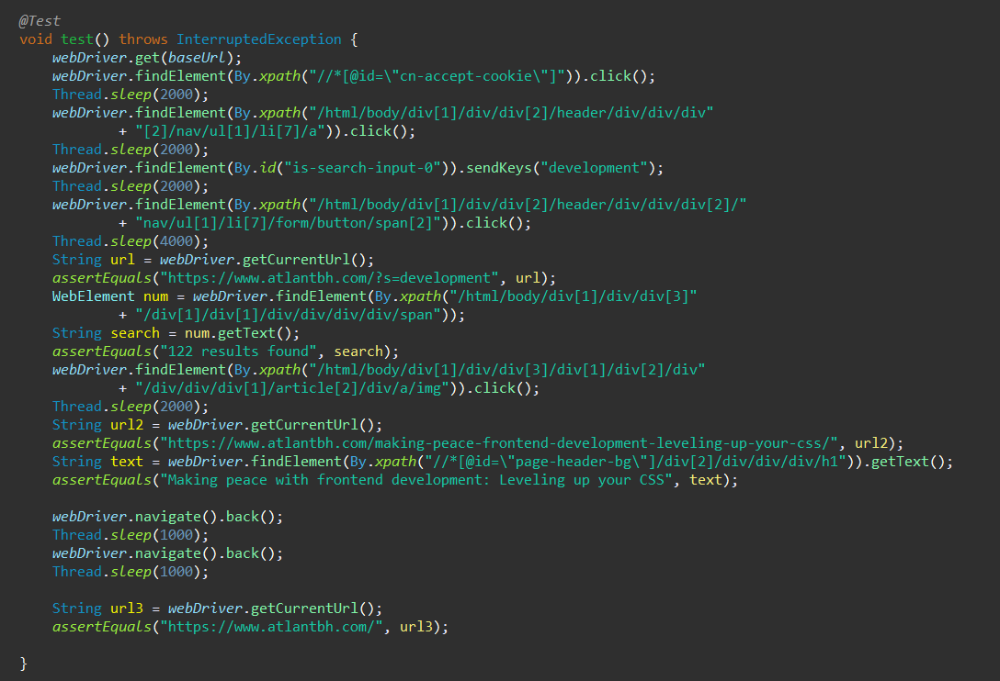 @Test
void test() throws InterruptedException {
webDriver.get(baseUrl);
webDriver.findElement(By.xpath("//*[@id=\"cn-accept-cookie\"]")).click();
Thread.sleep(2000);
webDriver.findElement(By.xpath("/html/body/div[1]/div/div[2]/header/div/div/div"
+ "[2]/nav/ul[1]/li[7]/a")).click();
Thread.sleep(2000);
webDriver.findElement(By.id("is-search-input-0")).sendKeys("development");
Thread.sleep(2000);
webDriver.findElement(By.xpath("/html/body/div[1]/div/div[2]/header/div/div/div[2]/"
+ "nav/ul[1]/li[7]/form/button/span[2]")).click();
Thread.sleep(4000);
String url = webDriver.getCurrentUrl();
assertEquals("https://www.atlantbh.com/?s=development", url);
WebElement num = webDriver.findElement(By.xpath("/html/body/div[1]/div/div[3]"
+ "/div[1]/div[1]/div/div/div/div/span"));
String search = num.getText();
assertEquals("122 results found", search);
webDriver.findElement(By.xpath("/html/body/div[1]/div/div[3]/div[1]/div[2]/div"
+ "/div/div/div[1]/article[2]/div/a/img")).click();
Thread.sleep(2000);
String url2 = webDriver.getCurrentUrl();
assertEquals("https://www.atlantbh.com/making-peace-frontend-development-leveling-up-your-css/", url2);
String text = webDriver.findElement(By.xpath("//*[@id=\"page-header-bg\"]/div[2]/div/div/div/h1")).getText();
assertEquals("Making peace with frontend development: Leveling up your CSS", text);
webDriver.navigate().back();
Thread.sleep(1000);
webDriver.navigate().back();
Thread.sleep(1000);
String url3 = webDriver.getCurrentUrl();
assertEquals("https://www.atlantbh.com/", url3);
}